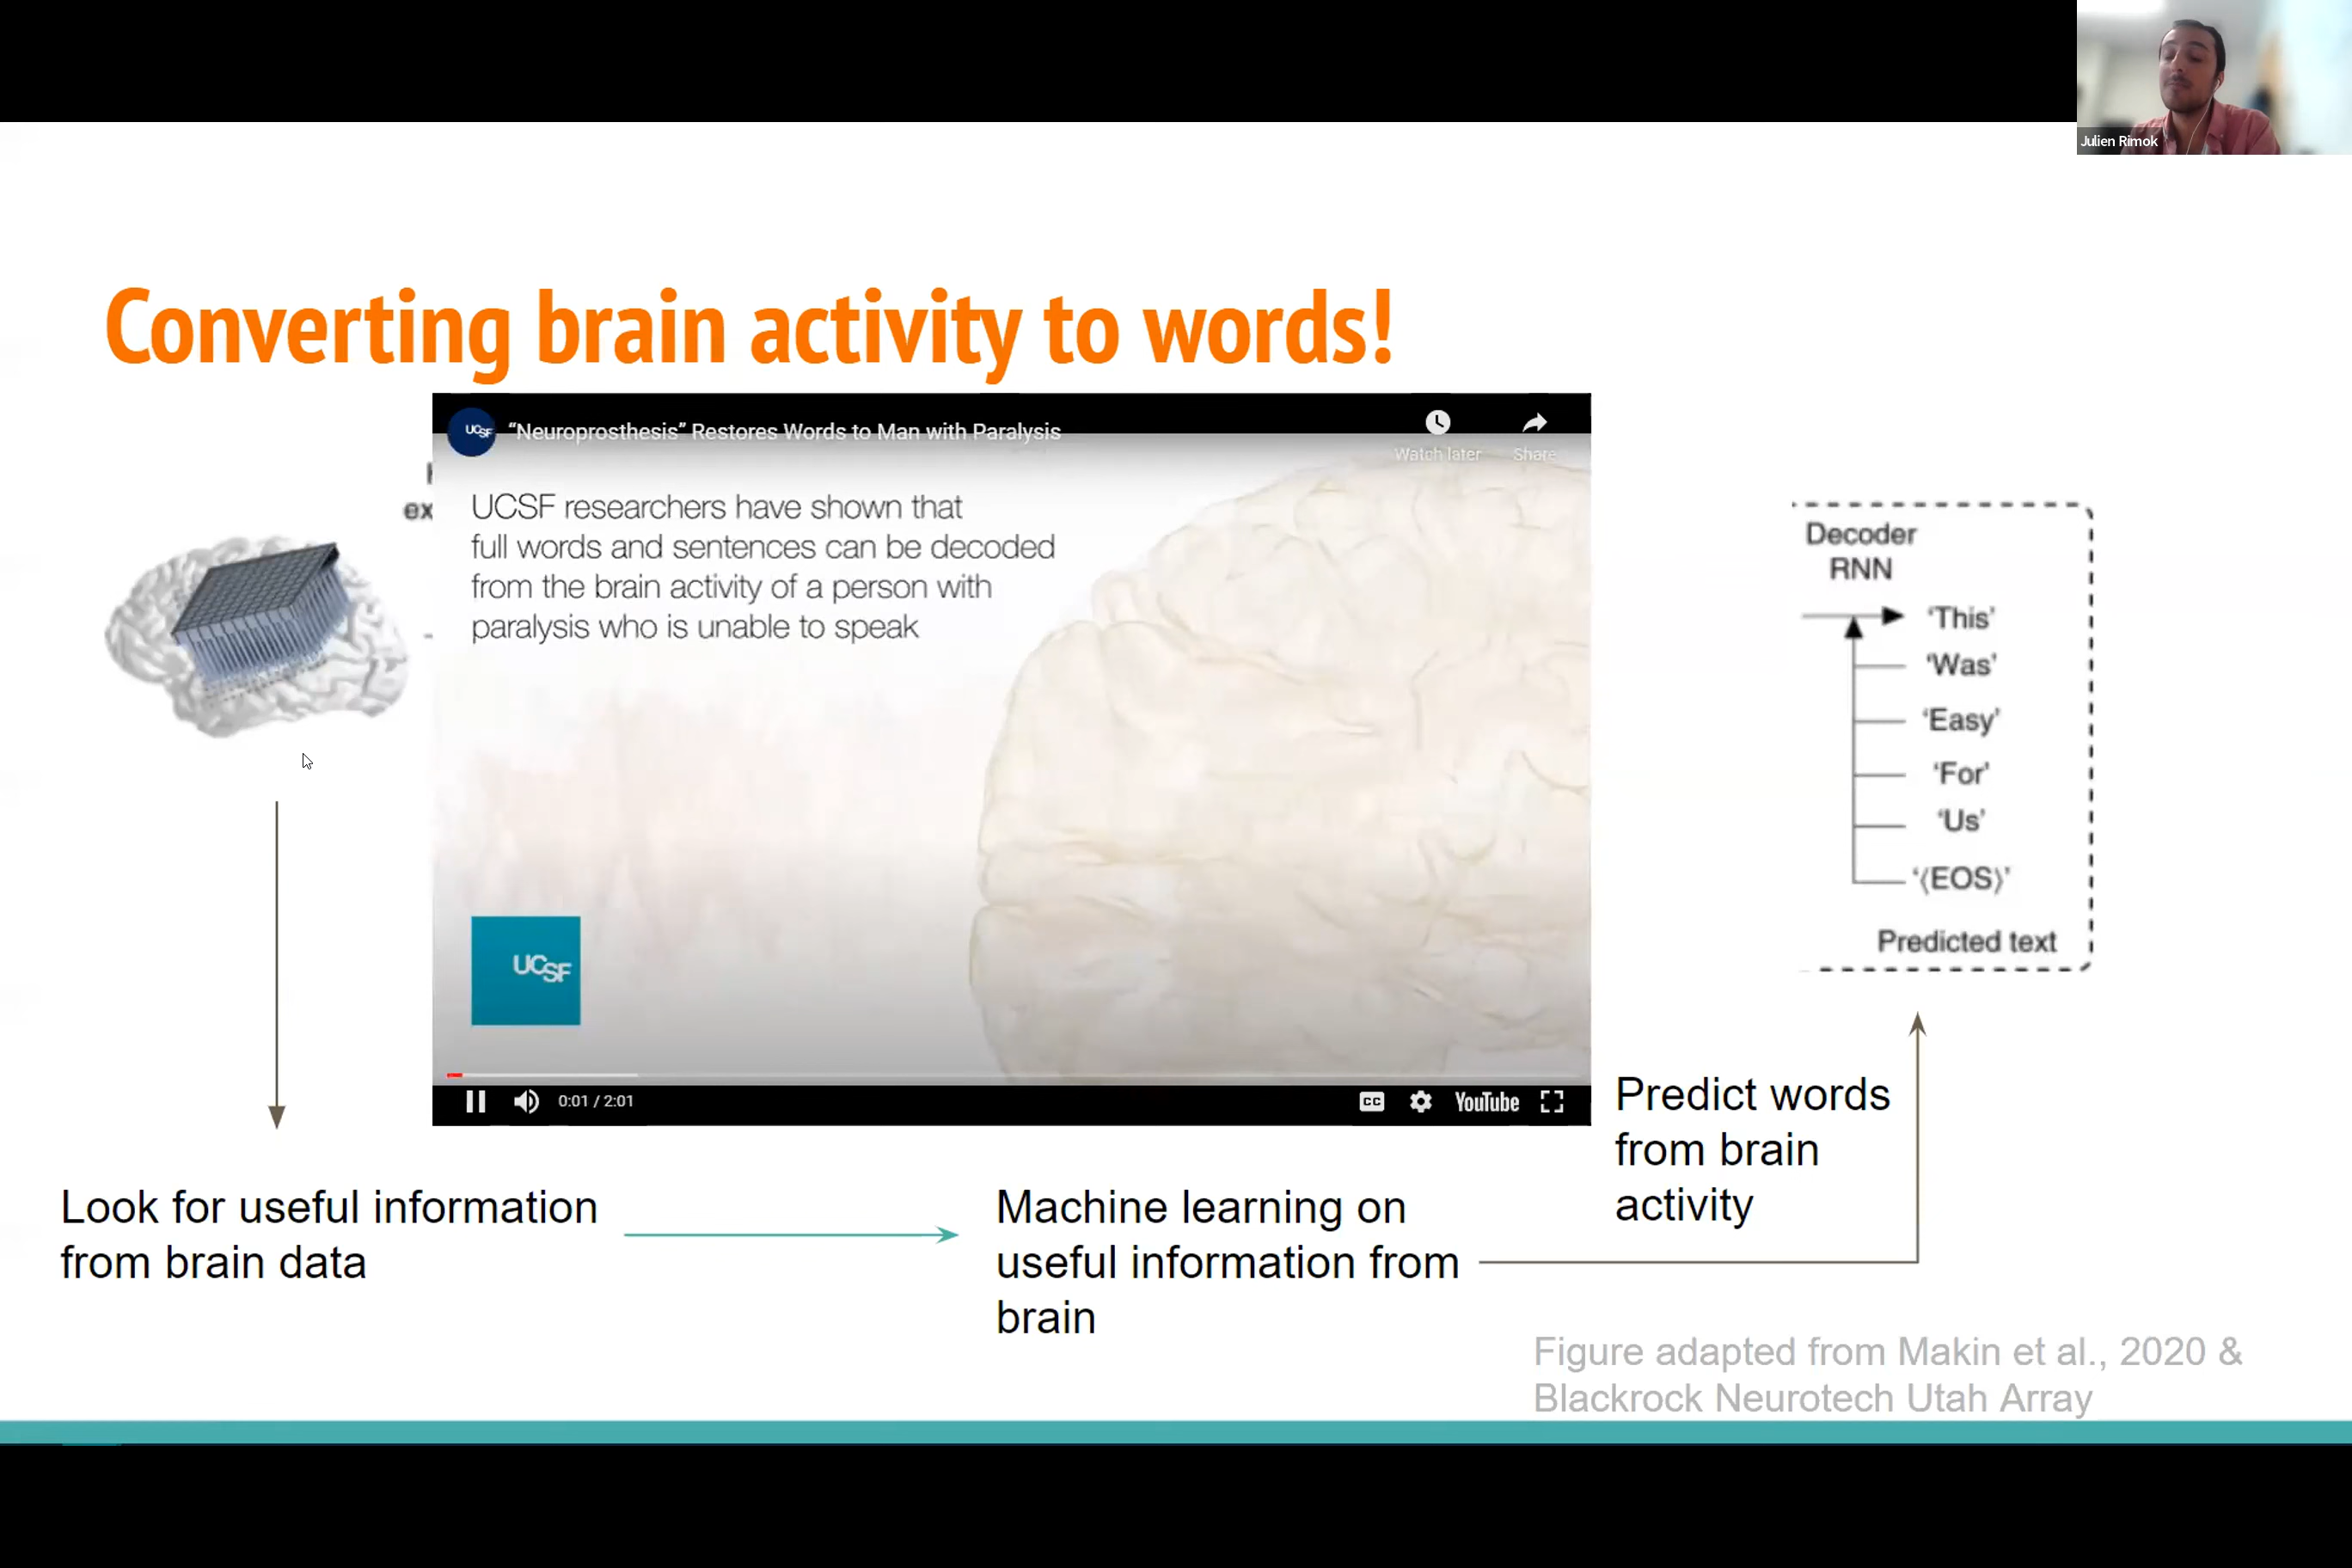 Julien Rimok
Converting brain activity to words!
UCSF
“Neuroprosthesis” Restores Words to Man with Paralysis
Watch later
Share
ex
UCSF researchers have shown that
full words and sentences can be decoded
from the brain activity of a person with
paralysis who is unable to speak
UCSF
0:01 / 2:01
CC
YouTube
Decoder
RNN
‘This’
‘Was’
‘Easy’
‘For’
‘Us’
‘⟨EOS⟩’
Predicted text
Look for useful information
from brain data
Machine learning on
useful information from
brain
Predict words
from brain
activity
Figure adapted from Makin et al., 2020 &
Blackrock Neurotech Utah Array